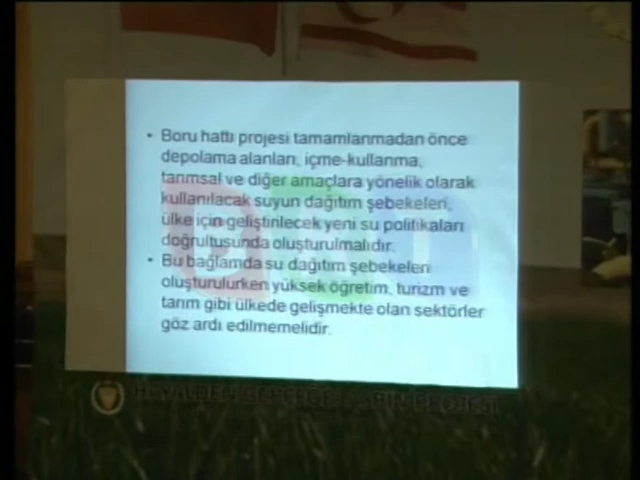 • Boru hattı projesi tamamlanmadan önce
depolama alanları, içme-kullanma,
tarımsal ve diğer amaçlara yönelik olarak
kullanılacak suyun dağıtım şebekeleri,
ülke için geliştirilecek yeni su politikaları
doğrultusunda oluşturulmalıdır.
• Bu bağlamda su dağıtım şebekeleri
oluşturulurken yüksek öğretim, turizm ve
tarım gibi ülkede gelişmekte olan sektörler
göz ardı edilmemelidir.